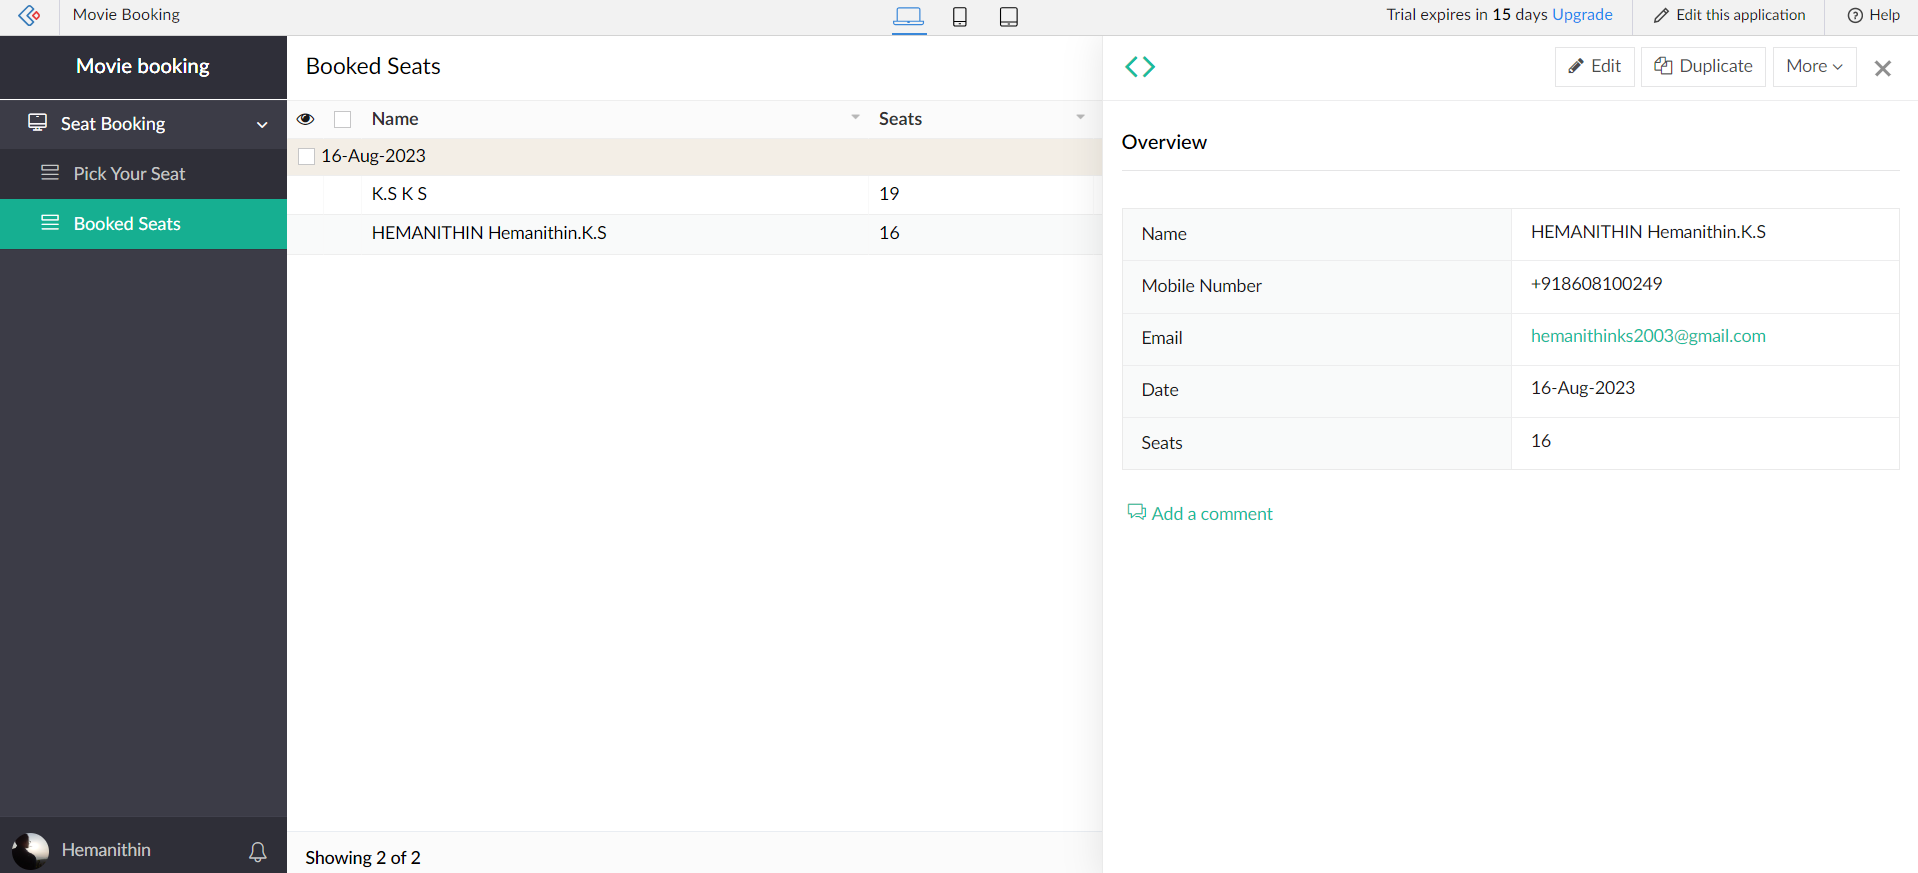 Movie Booking
Trial expires in 15 days Upgrade
Edit this application
Help
Movie booking
Seat Booking
Pick Your Seat
Booked Seats
Hemanithin
Booked Seats
Name Seats
16-Aug-2023
K.S K S 19
HEMANITHIN Hemanithin.K.S 16
Showing 2 of 2
Edit Duplicate More
Overview
Name HEMANITHIN Hemanithin.K.S
Mobile Number +918608100249
Email hemanithinks2003@gmail.com
Date 16-Aug-2023
Seats 16
Add a comment